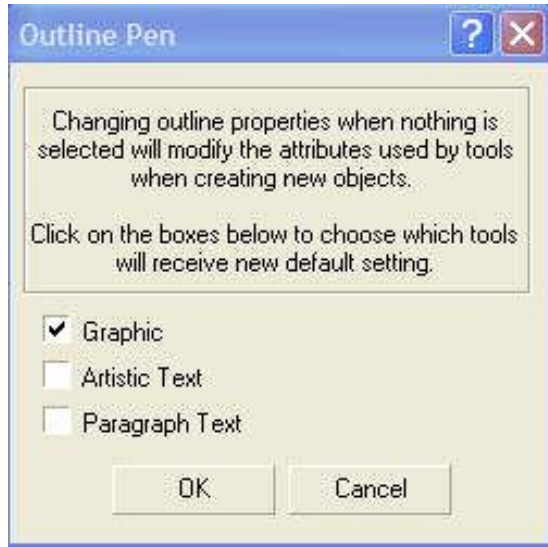 Outline Pen
Changing outline properties when nothing is
selected will modify the attributes used by tools
when creating new objects.
Click on the boxes below to choose which tools
will receive new default setting.
Graphic
Artistic Text
Paragraph Text
OK Cancel